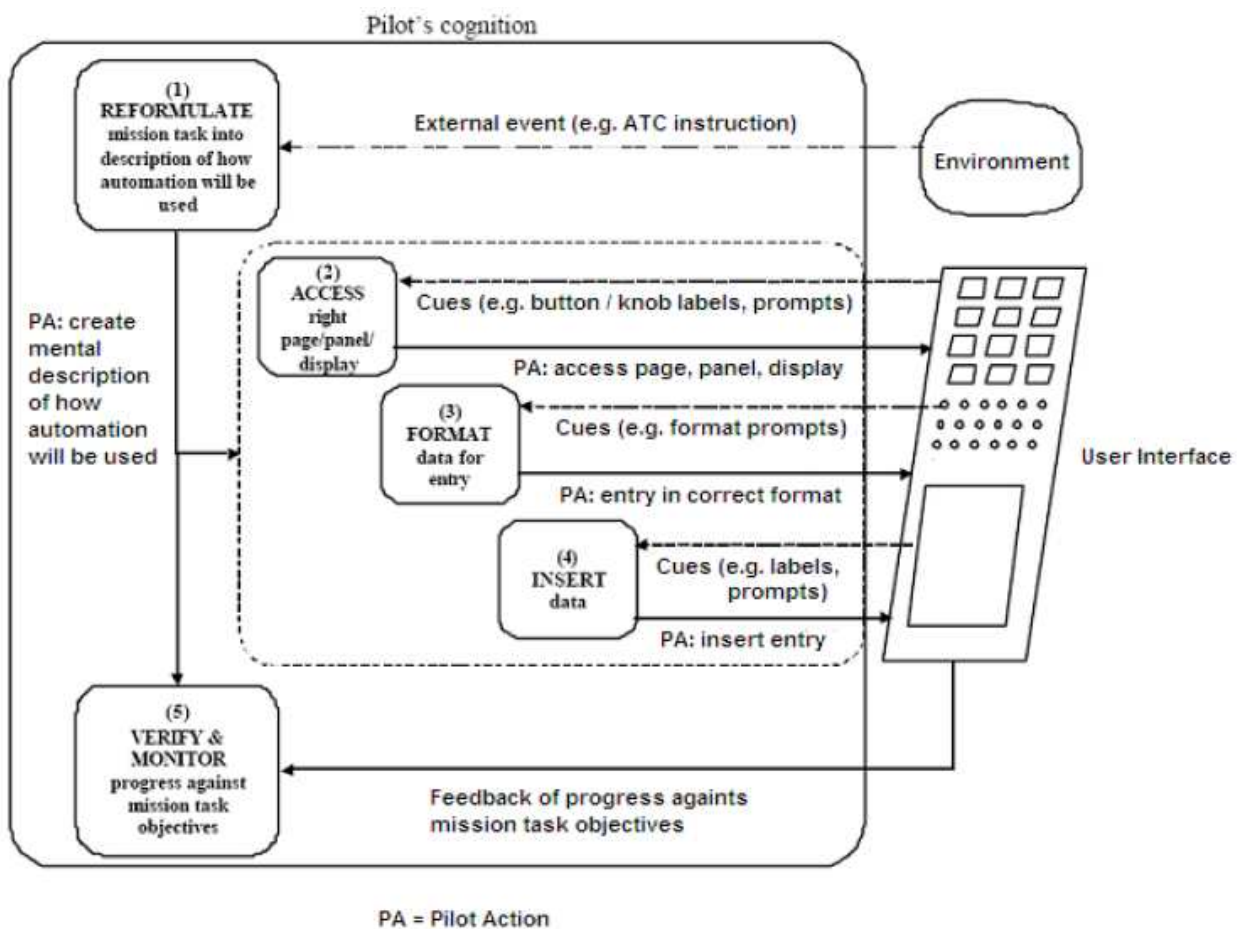 Pilot's cognition
(1)
REFORMULATE
mission task into
description of how
automation will be
used
External event (e.g. ATC instruction)
Environment
(2)
ACCESS
right
page/panel/
display
Cues (e.g. button / knob labels, prompts)
PA: access page, panel, display
PA: create
mental
description
of how
automation
will be used
(3)
FORMAT
data for
entry
Cues (e.g. format prompts)
PA: entry in correct format
User Interface
(4)
INSERT
data
Cues (e.g. labels,
prompts)
PA: insert entry
(5)
VERIFY &
MONITOR
progress against
mission task
objectives
Feedback of progress againts
mission task objectives
PA = Pilot Action